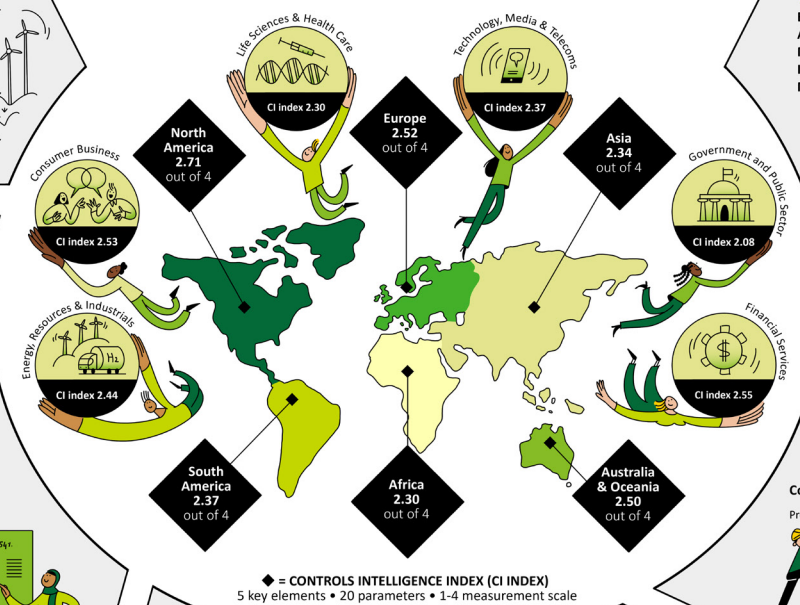 Life Sciences & Health Care
CI index 2.30
Technology, Media & Telecoms
CI index 2.37
North
America
2.71
out of 4
Europe
2.52
out of 4
Asia
2.34
out of 4
Consumer Business
CI index 2.53
Government and Public Sector
CI index 2.08
Energy, Resources & Industrials
H2
CI index 2.44
Financial Services
$
CI index 2.55
South
America
2.37
out of 4
Africa
2.30
out of 4
Australia
& Oceania
2.50
out of 4
= CONTROLS INTELLIGENCE INDEX (CI INDEX)
5 key elements • 20 parameters • 1-4 measurement scale